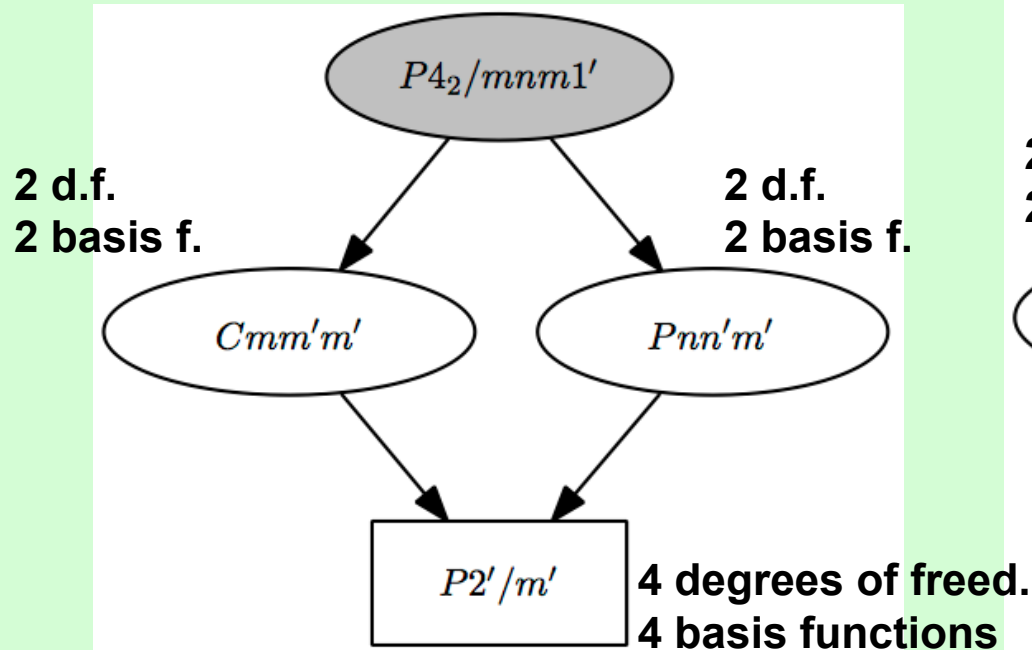 P4₂/mnm1′
2 d.f.
2 basis f.
2 d.f.
2 basis f.
Cmm′m′
Pnn′m′
P2′/m′
4 degrees of freed.
4 basis functions